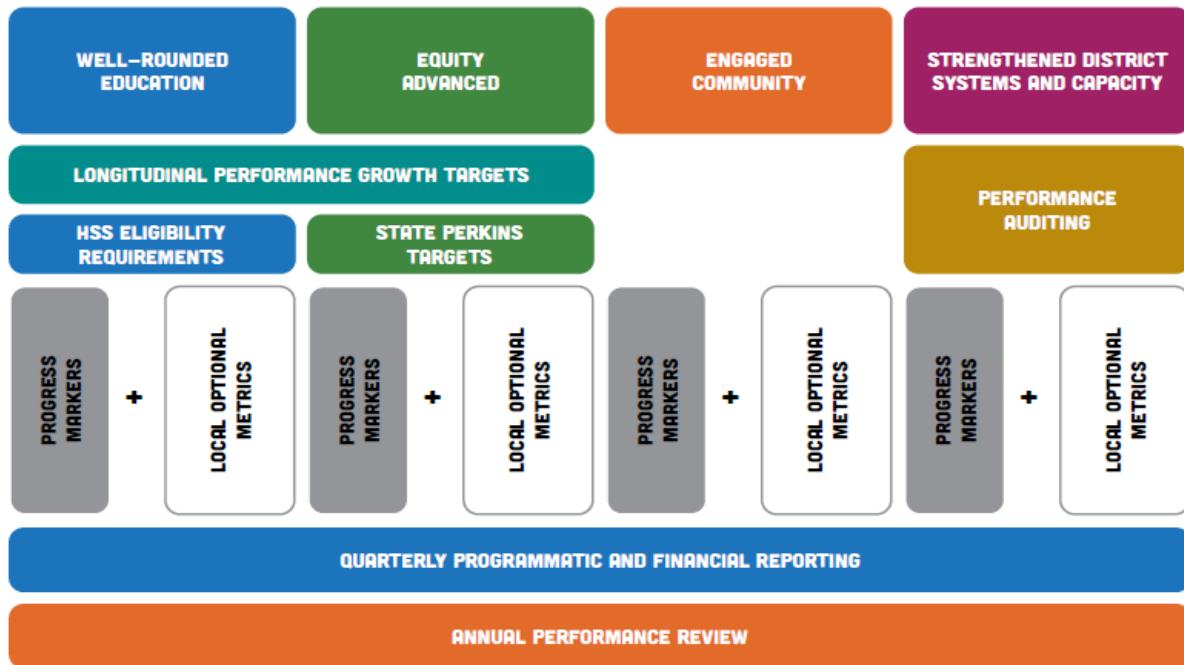 WELL-ROUNDED
EDUCATION
EQUITY
ADVANCED
ENGAGED
COMMUNITY
STRENGTHENED DISTRICT
SYSTEMS AND CAPACITY
LONGITUDINAL PERFORMANCE GROWTH TARGETS
PERFORMANCE
AUDITING
HSS ELIGIBILITY
REQUIREMENTS
STATE PERKINS
TARGETS
PROGRESS
MARKERS
+
LOCAL OPTIONAL
METRICS
PROGRESS
MARKERS
+
LOCAL OPTIONAL
METRICS
PROGRESS
MARKERS
+
LOCAL OPTIONAL
METRICS
PROGRESS
MARKERS
+
LOCAL OPTIONAL
METRICS
QUARTERLY PROGRAMMATIC AND FINANCIAL REPORTING
ANNUAL PERFORMANCE REVIEW